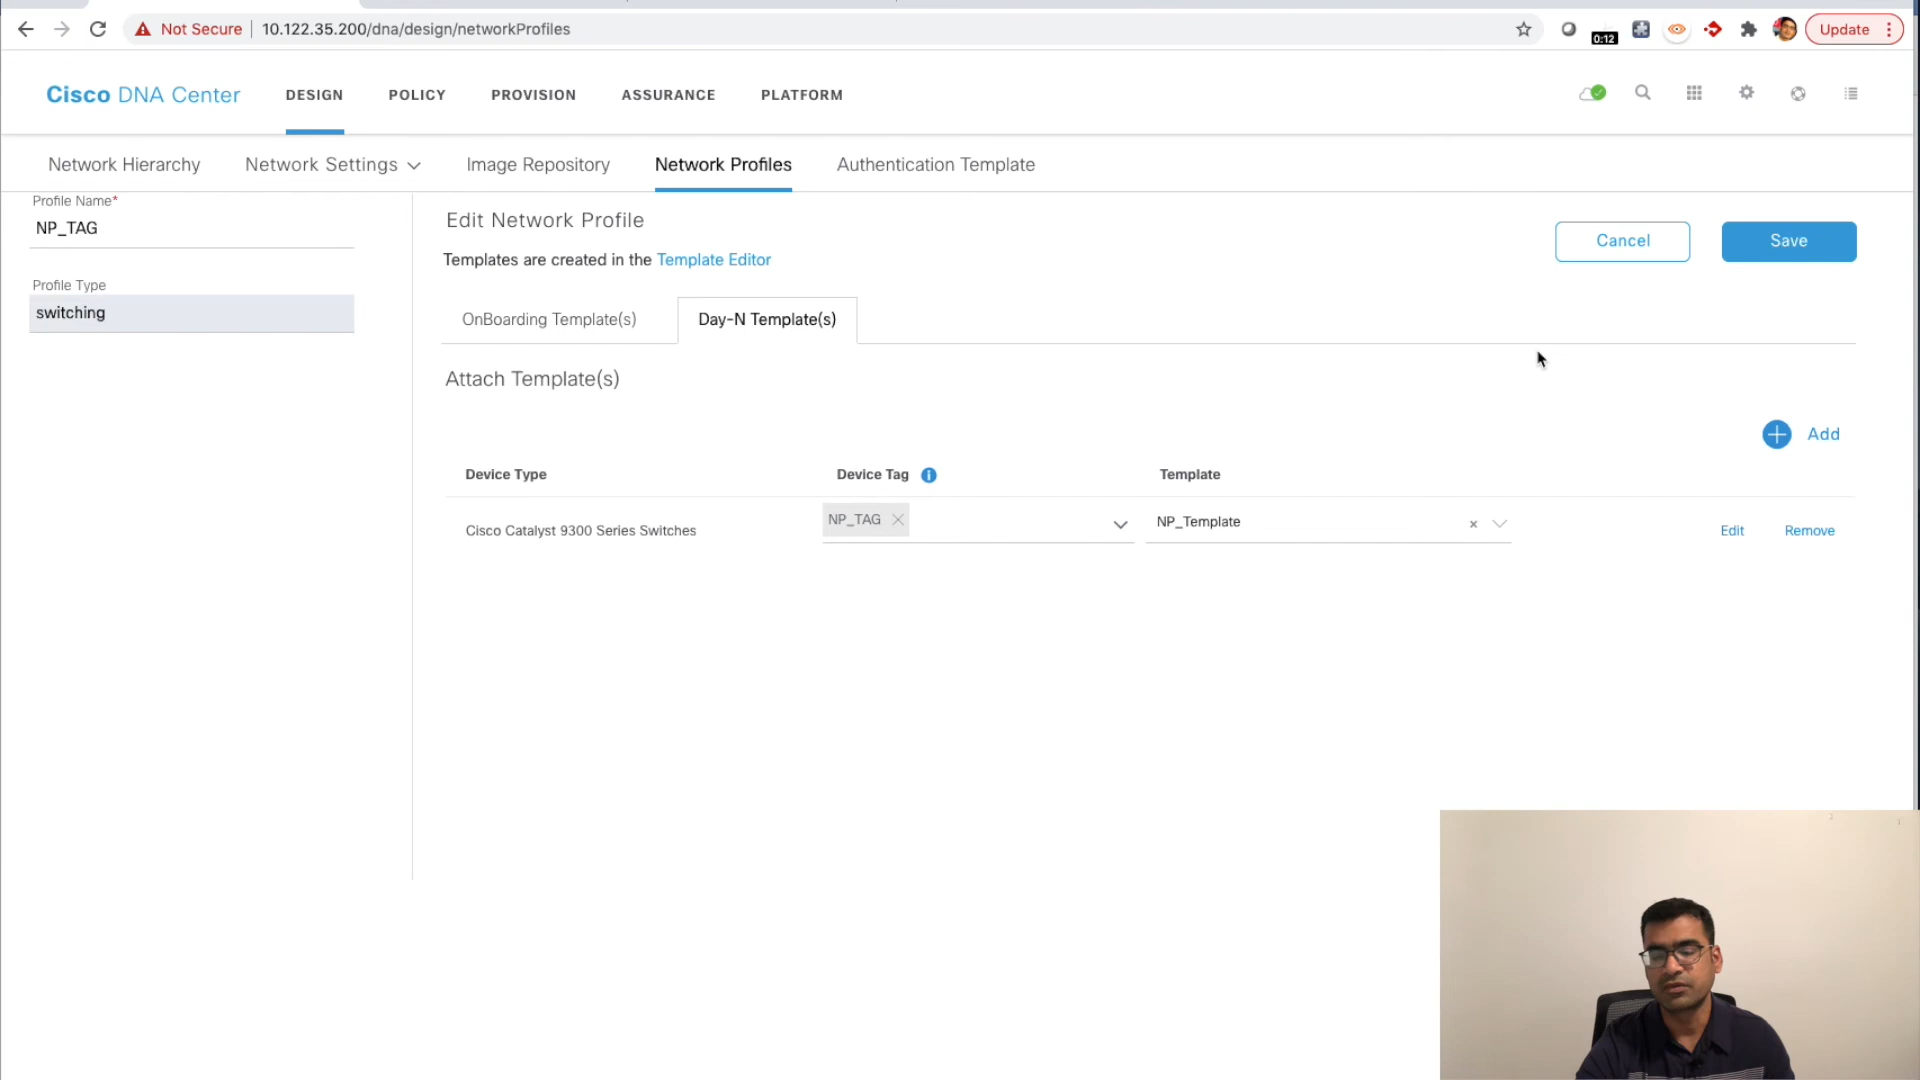 Not Secure 10.122.35.200/dna/design/networkProfiles 0:12 Update
Cisco DNA Center DESIGN POLICY PROVISION ASSURANCE PLATFORM
Network Hierarchy Network Settings Image Repository Network Profiles Authentication Template
Profile Name*
NP_TAG
Profile Type
switching
Edit Network Profile
Cancel Save
Templates are created in the Template Editor
OnBoarding Template(s) Day-N Template(s)
Attach Template(s)
Add
Device Type Device Tag Template
Cisco Catalyst 9300 Series Switches NP_TAG NP_Template Edit Remove